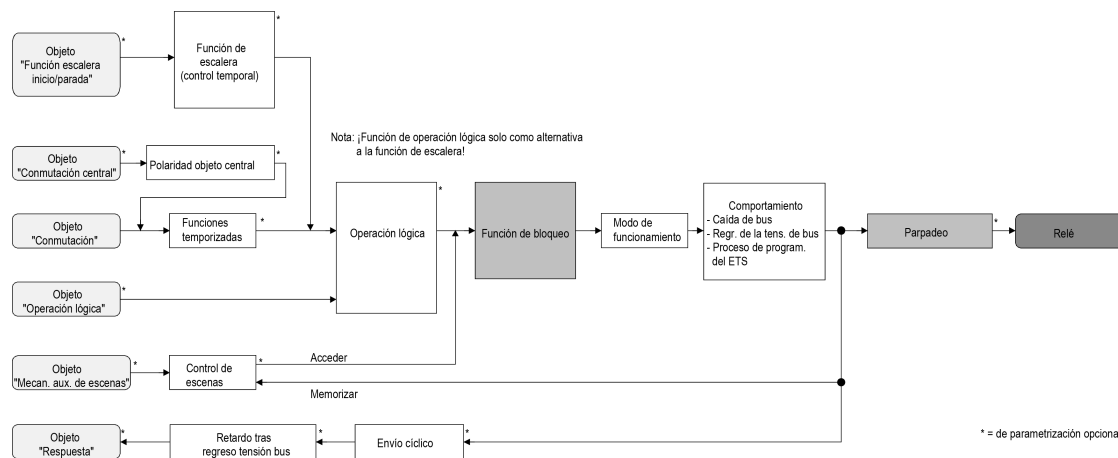 Objeto
"Función escalera
inicio/parada"
*
Función de
escalera
(control temporal)
*
Nota: ¡Función de operación lógica solo como alternativa
a la función de escalera!
Objeto
"Conmutación central"
*
Polaridad objeto central
*
Objeto
"Conmutación"
*
Funciones
temporizadas
*
Operación lógica
*
Función de bloqueo
Modo de
funcionamiento
Comportamiento
- Caída de bus
- Regr. de la tens. de bus
- Proceso de program.
del ETS
Parpadeo
*
Relè
Objeto
"Operación lógica"
*
Objeto
"Mecan. aux. de escenas"
*
Control de
escenas
*
Acceder
Memorizar
Objeto
"Respuesta"
*
Retardo tras
regreso tensión bus
*
Envío cíclico
*
* = de parametrización opciona